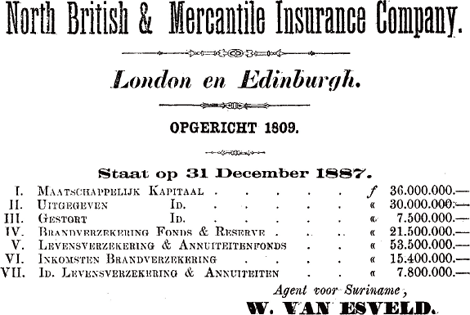 North British & Mercantile Insurance Company.
London en Edinburgh.
OPGERICHT 1809.
Staat op 31 December 1887.
I. MAATSCHAPPELIJK KAPITAAL . . . . . ƒ 36.000.000.—
II. UITGEGEVEN ID. . . . . . « 30.000.000.—
III. GESTORT ID. . . . . . « 7.500.000.—
IV. BRANDVERZEKERING FONDS & RESERVE . . . . « 21.500.000.—
V. LEVENSVERZEKERING & ANNUITEITENFONDS . . . « 53.500.000.—
VI. INKOMSTEN BRANDVERZEKERING . . . . . « 15.400.000.—
VII. ID. LEVENSVERZEKERING & ANNUITEITEN . . . « 7.800.000.—
Agent voor Suriname,
W. VAN ESVELD.